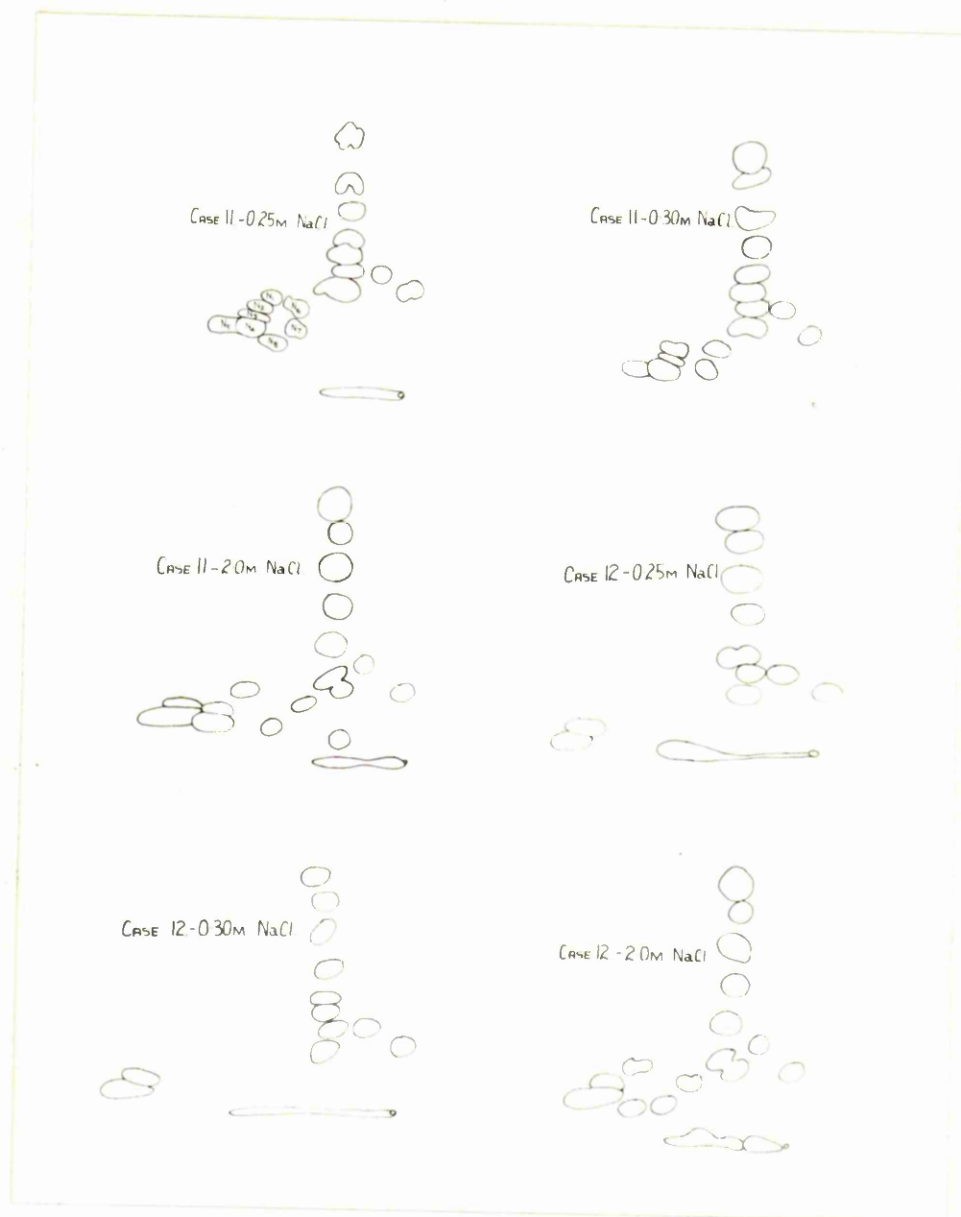 CASE 11-0.25M NaCl
CASE 11-0.30M NaCl
CASE 11-2.0M NaCl
CASE 12-0.25M NaCl
CASE 12-0.30M NaCl
CASE 12-2.0M NaCl